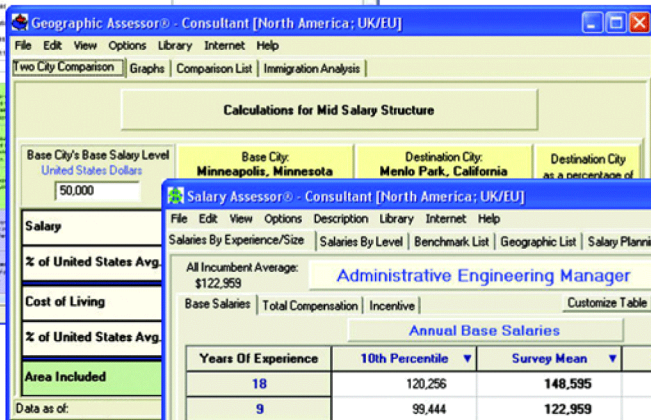 Geographic Assessor® - Consultant [North America; UK/EU]
File Edit View Options Library Internet Help
Two City Comparison Graphs Comparison List Immigration Analysis
Calculations for Mid Salary Structure
Base City's Base Salary Level
United States Dollars
50,000
Base City:
Minneapolis, Minnesota
Destination City:
Menlo Park, California
Destination City
as a percentage of
Salary
% of United States Avg.
Cost of Living
% of United States Avg.
Area Included
Data as of:
Salary Assessor® - Consultant [North America; UK/EU]
File Edit View Options Description Library Internet Help
Salaries By Experience/Size Salaries By Level Benchmark List Geographic List Salary Planni
All Incumbent Average:
$122,959
Administrative Engineering Manager
Base Salaries Total Compensation Incentive Customize Table
Annual Base Salaries
Years Of Experience 10th Percentile Survey Mean
18 120,256 148,595
9 99,444 122,959